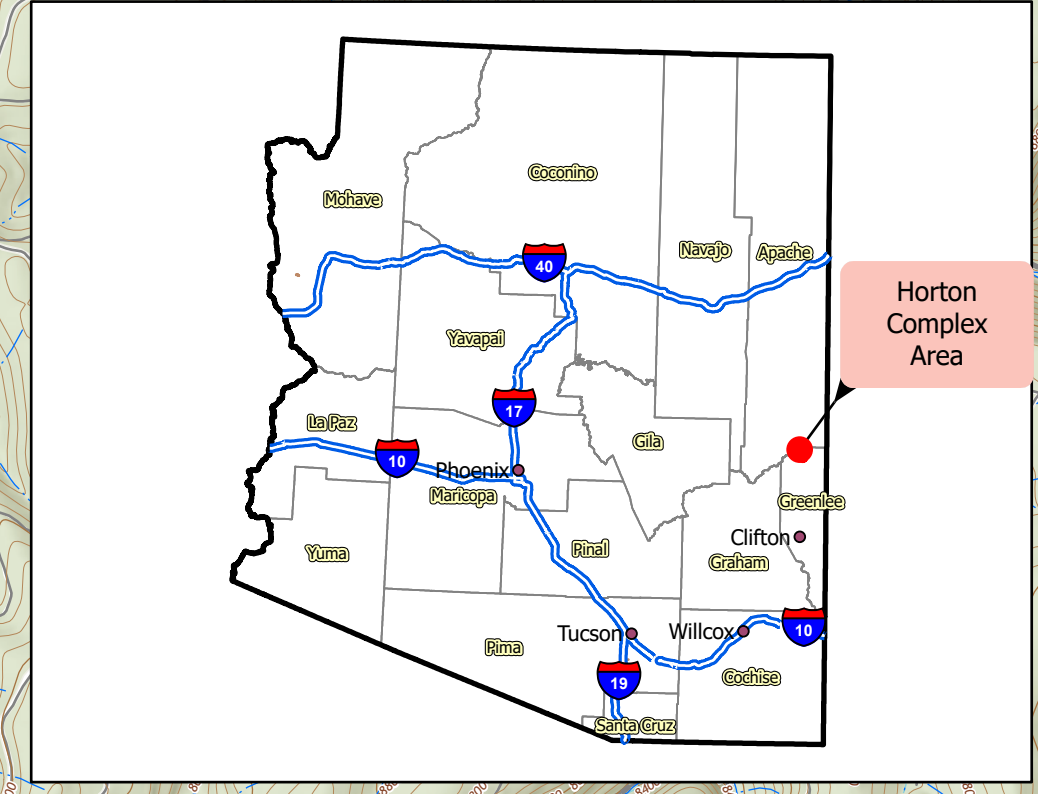 Coconino
Mohave
Navajo
Apache
40
Horton
Complex
Area
Yavapai
17
La Paz
Gila
10
Phoenix
Maricopa
Greenlee
Clifton
Yuma
Pinal
Graham
Tucson
Willcox
10
Pima
19
Cochise
Santa Cruz